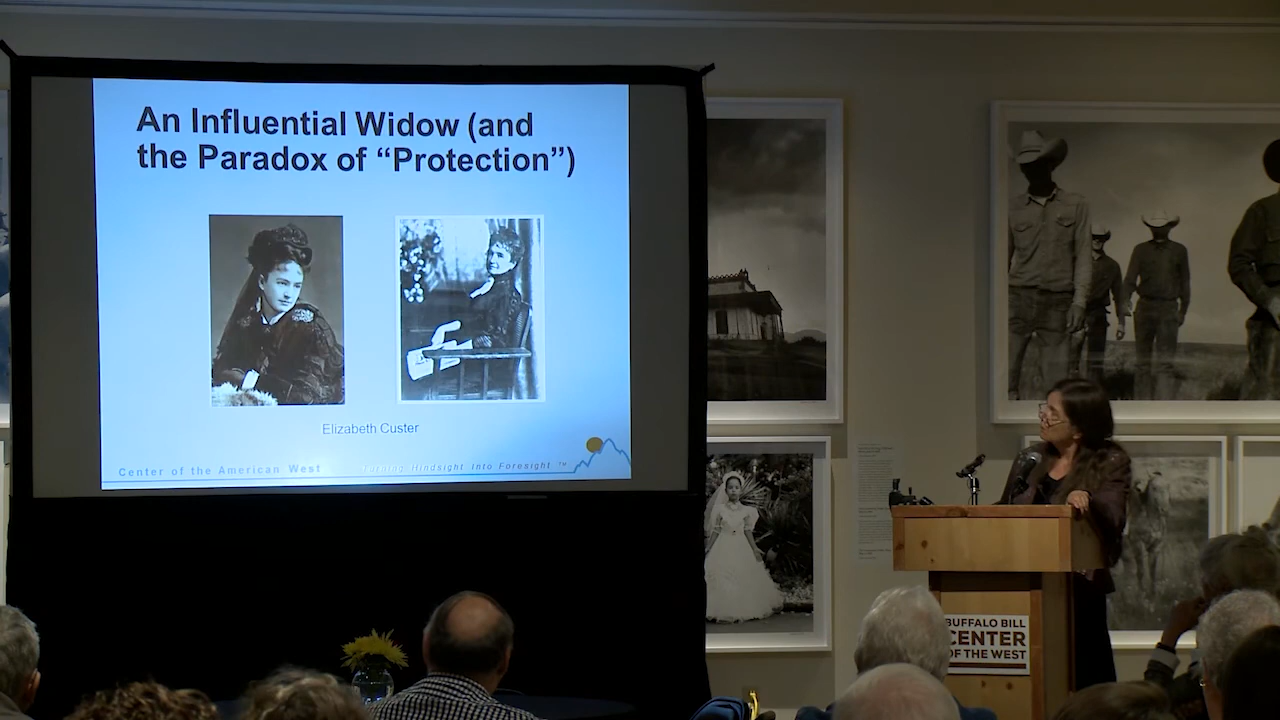 An Influential Widow (and
the Paradox of “Protection”)
Elizabeth Custer
Center of the American West
Turning Hindsight Into Foresight ™
BUFFALO BILL
CENTER
OF THE WEST